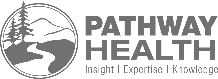 PATHWAY
HEALTH
Insight | Expertise | Knowledge